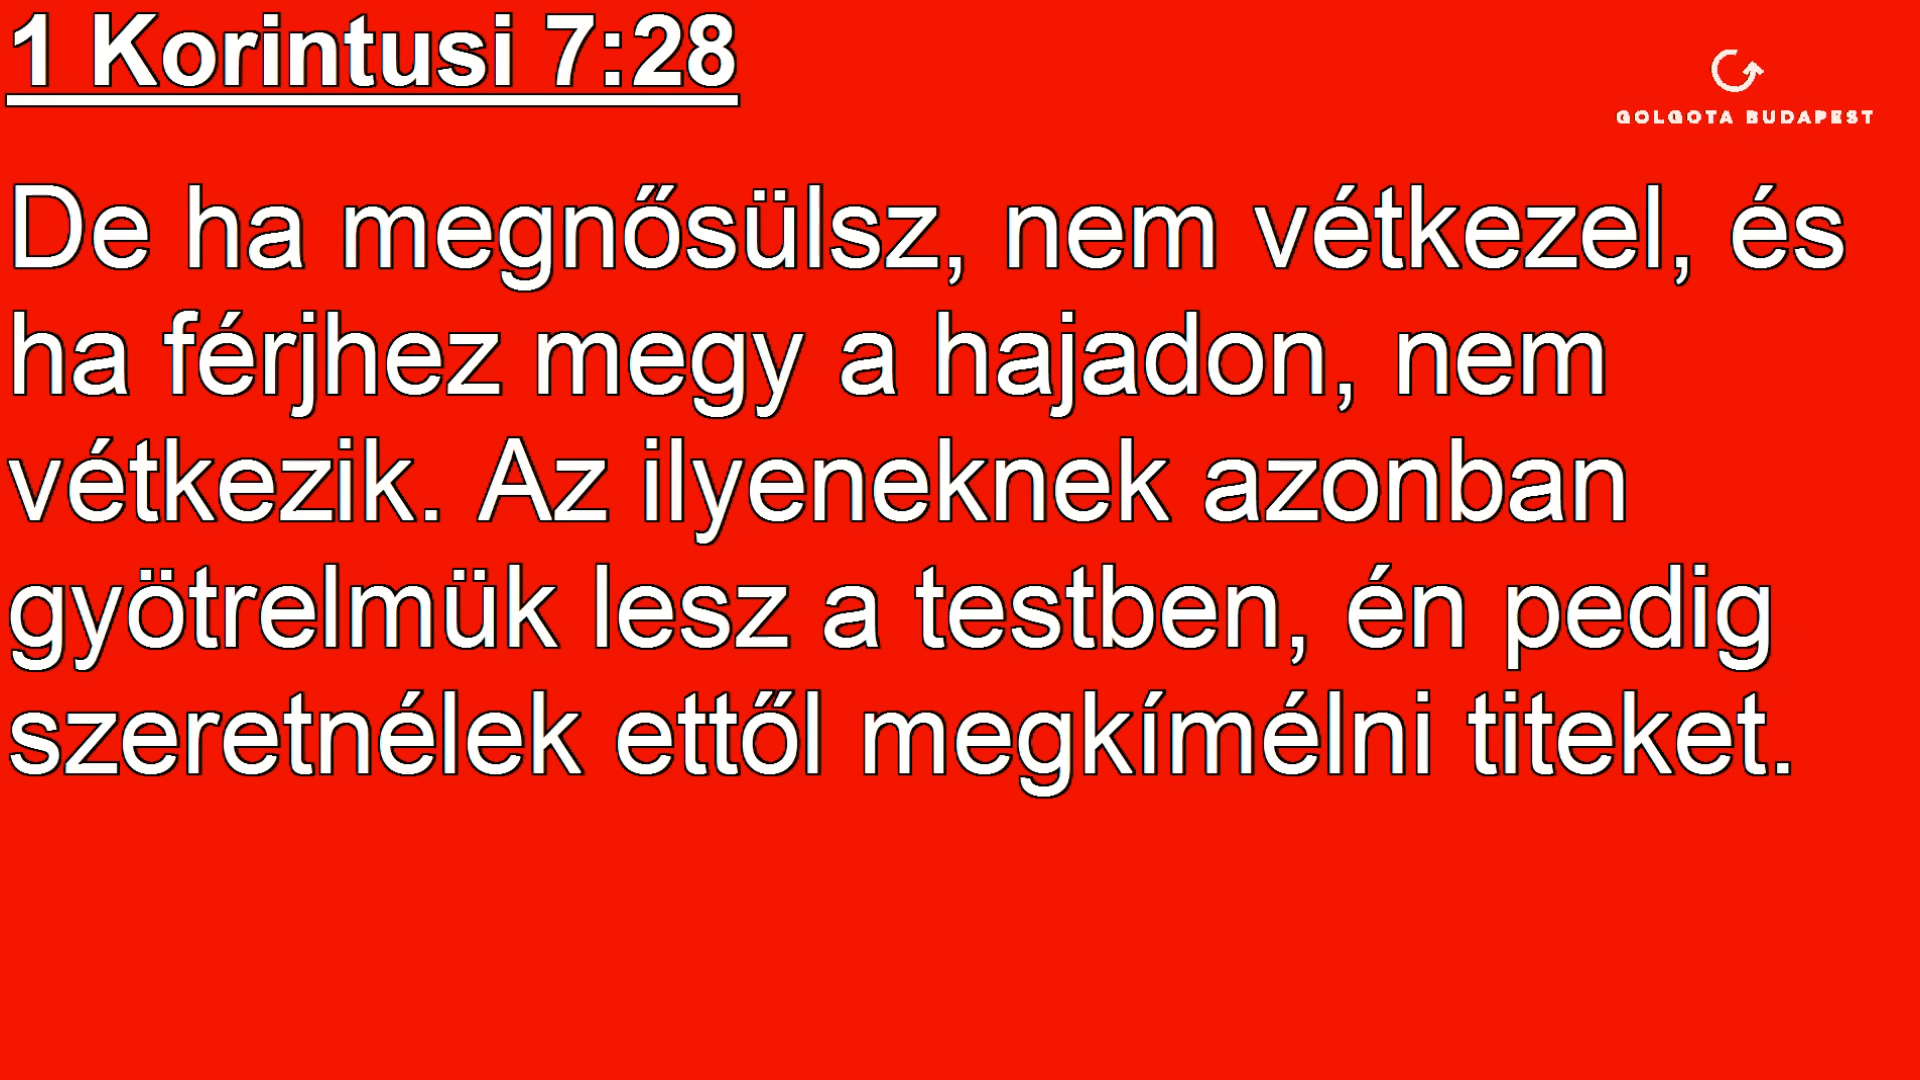 1 Korintusi 7:28
GOLGOTA BUDAPEST
De ha megnősülsz, nem vétkezel, és
ha férjhez megy a hajadon, nem
vétkezik. Az ilyeneknek azonban
gyötrelmük lesz a testben, én pedig
szeretnélek ettől megkímélni titeket.